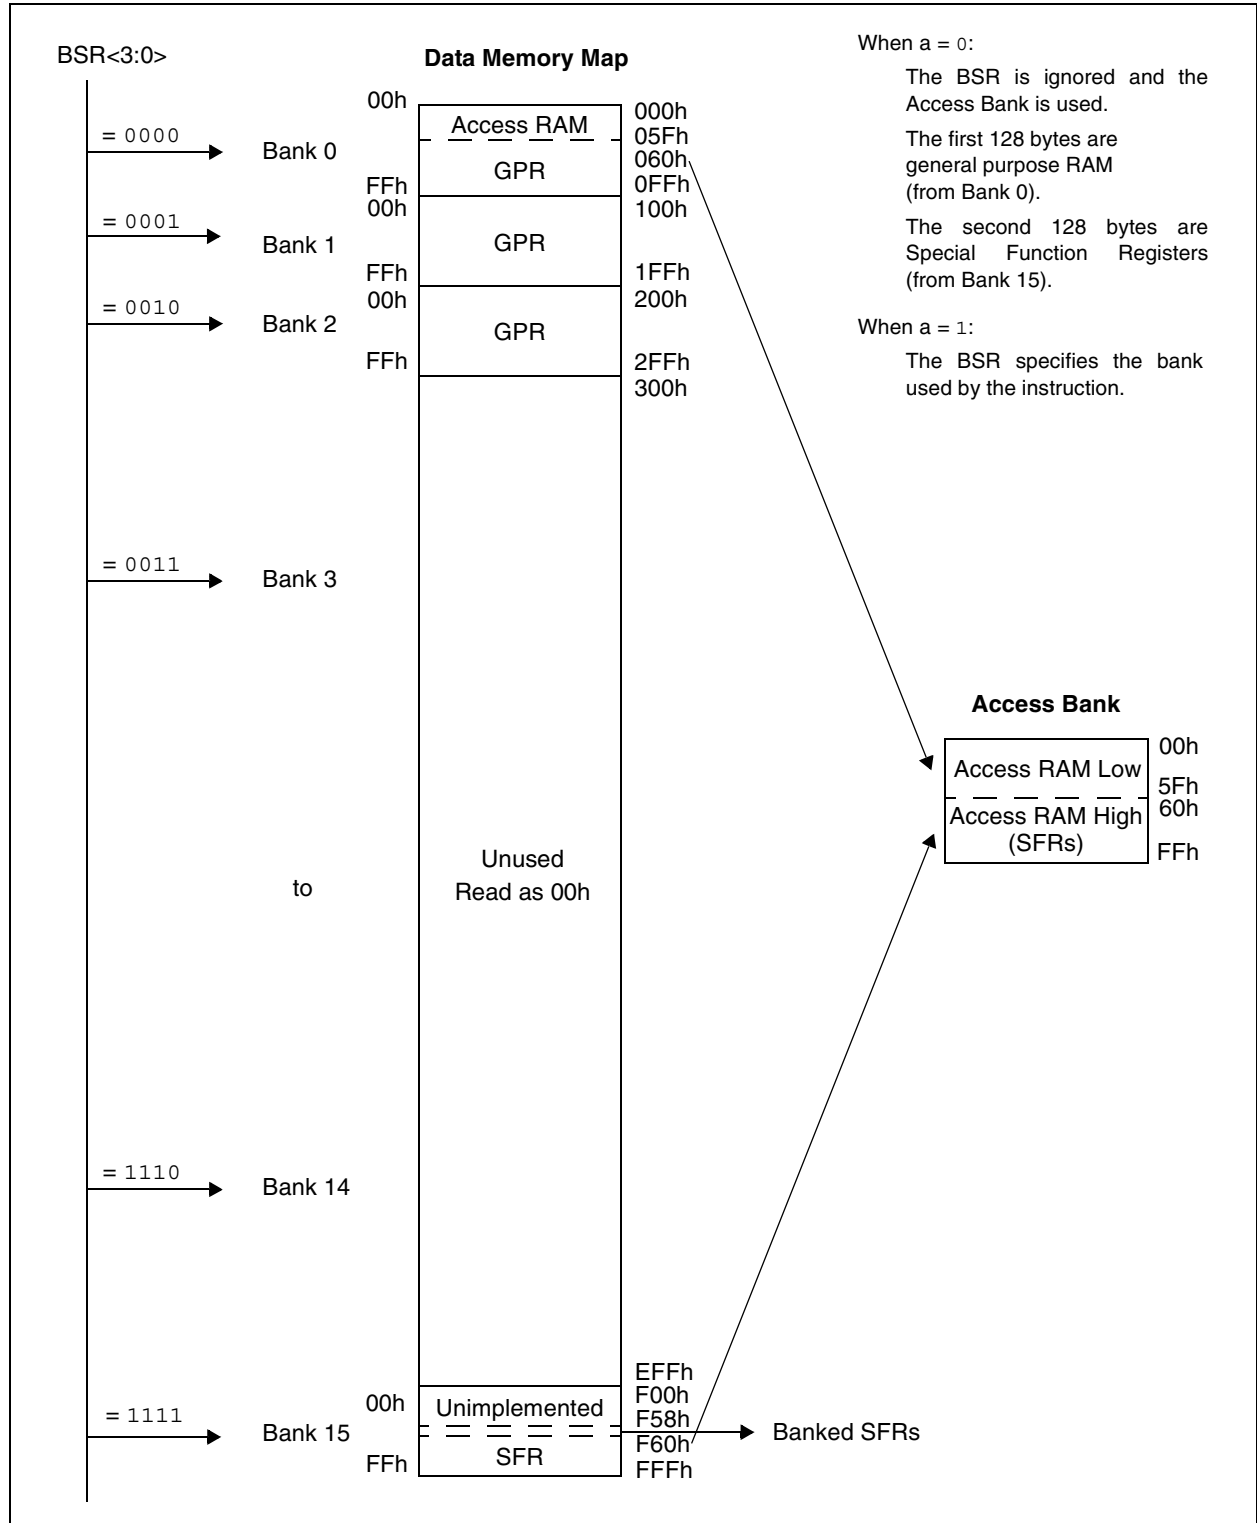 BSR<3:0>
Data Memory Map
When a = 0:
The BSR is ignored and the
Access Bank is used.
The first 128 bytes are
general purpose RAM
(from Bank 0).
The second 128 bytes are
Special Function Registers
(from Bank 15).
When a = 1:
The BSR specifies the bank
used by the instruction.
= 0000
Bank 0
00h
FFh
Access RAM
GPR
000h
05Fh
060h
0FFh
= 0001
Bank 1
00h
FFh
GPR
100h
1FFh
= 0010
Bank 2
00h
FFh
GPR
200h
2FFh
300h
= 0011
Bank 3
to
Unused
Read as 00h
Access Bank
Access RAM Low
00h
5Fh
Access RAM High
(SFRs)
60h
FFh
= 1110
Bank 14
= 1111
Bank 15
00h
FFh
Unimplemented
SFR
EFFh
F00h
F58h
F60h
FFFh
Banked SFRs